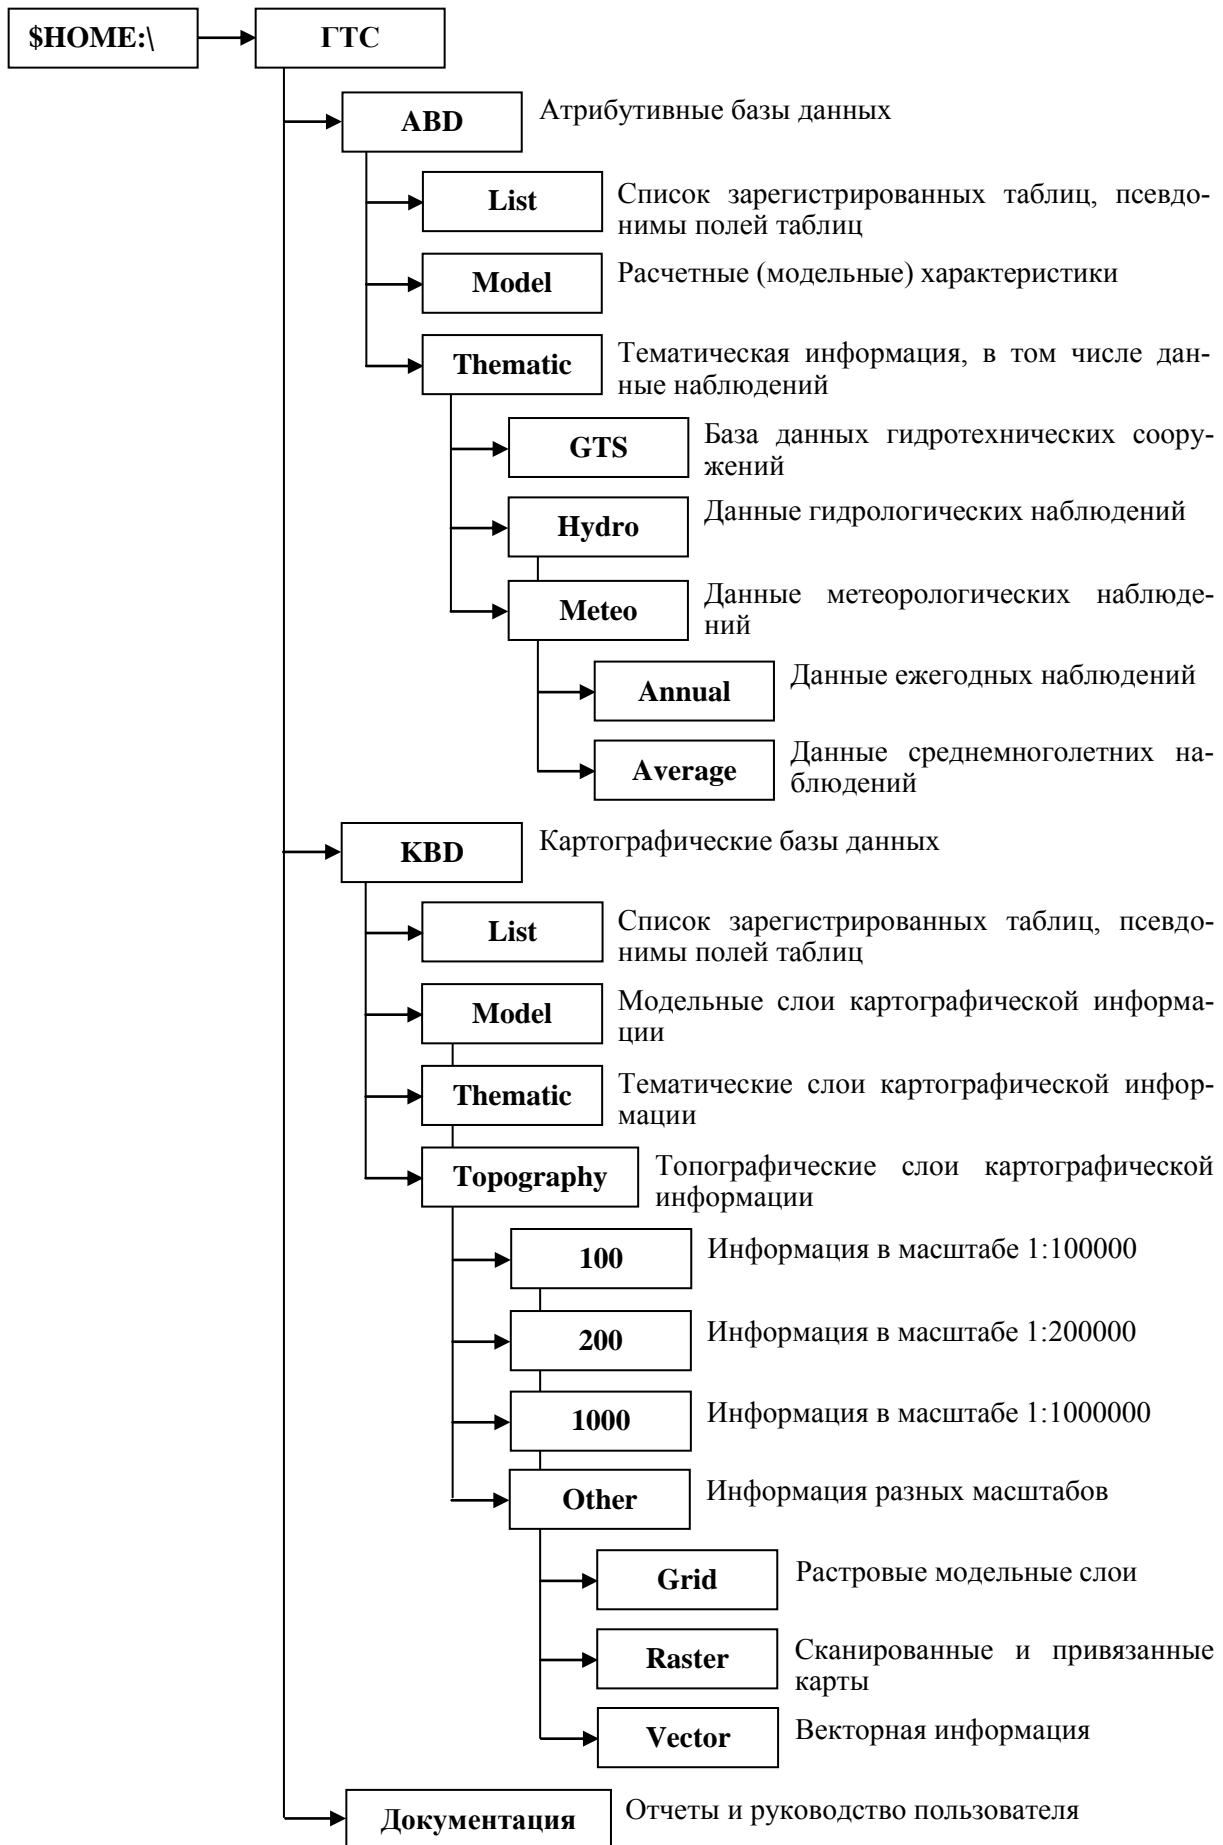 $HOME:\
ГТС
ABD
Атрибутивные базы данных
List
Список зарегистрированных таблиц, псевдо-
нимы полей таблиц
Model
Расчетные (модельные) характеристики
Thematic
Тематическая информация, в том числе дан-
ные наблюдений
GTS
База данных гидротехнических соору-
жений
Hydro
Данные гидрологических наблюдений
Meteo
Данные метеорологических наблюде-
ний
Annual
Данные ежегодных наблюдений
Average
Данные среднемноголетних на-
блюдений
KBD
Картографические базы данных
List
Список зарегистрированных таблиц, псевдо-
нимы полей таблиц
Model
Модельные слои картографической информа-
ции
Thematic
Тематические слои картографической инфор-
мации
Topography
Топографические слои картографической
информации
100
Информация в масштабе 1:100000
200
Информация в масштабе 1:200000
1000
Информация в масштабе 1:1000000
Other
Информация разных масштабов
Grid
Растровые модельные слои
Raster
Сканированные и привязанные
карты
Vector
Векторная информация
Документация
Отчеты и руководство пользователя